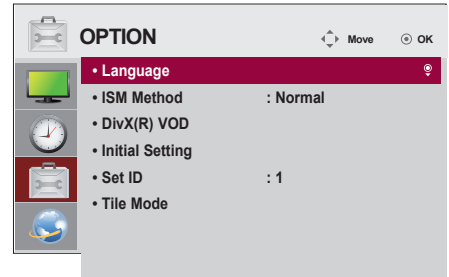 OPTION
Move
OK
• Language
• ISM Method : Normal
• DivX(R) VOD
• Initial Setting
• Set ID : 1
• Tile Mode